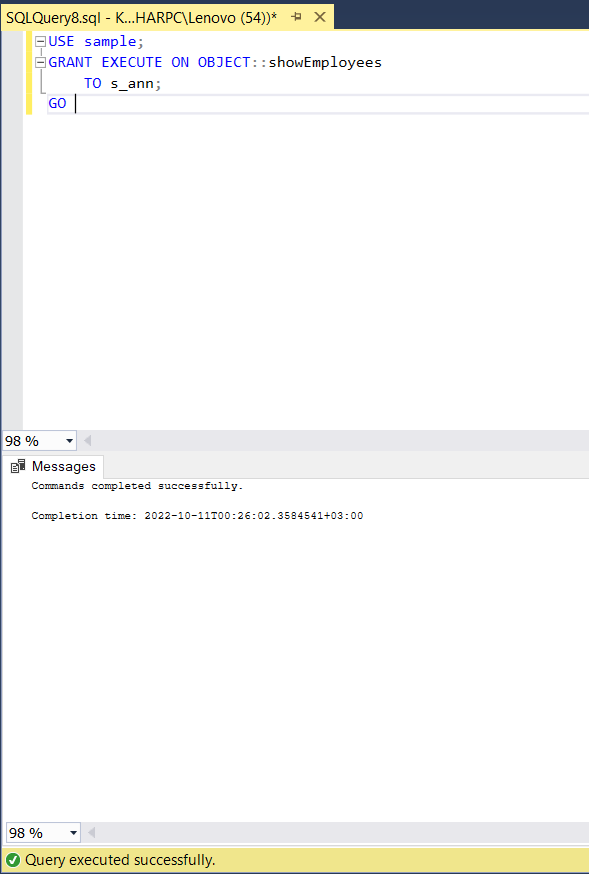 SQLQuery8.sql - K...HARPC\Lenovo (54))*
USE sample;
GRANT EXECUTE ON OBJECT::showEmployees
TO s_ann;
GO
98 %
Messages
Commands completed successfully.
Completion time: 2022-10-11T00:26:02.3584541+03:00
98 %
Query executed successfully.